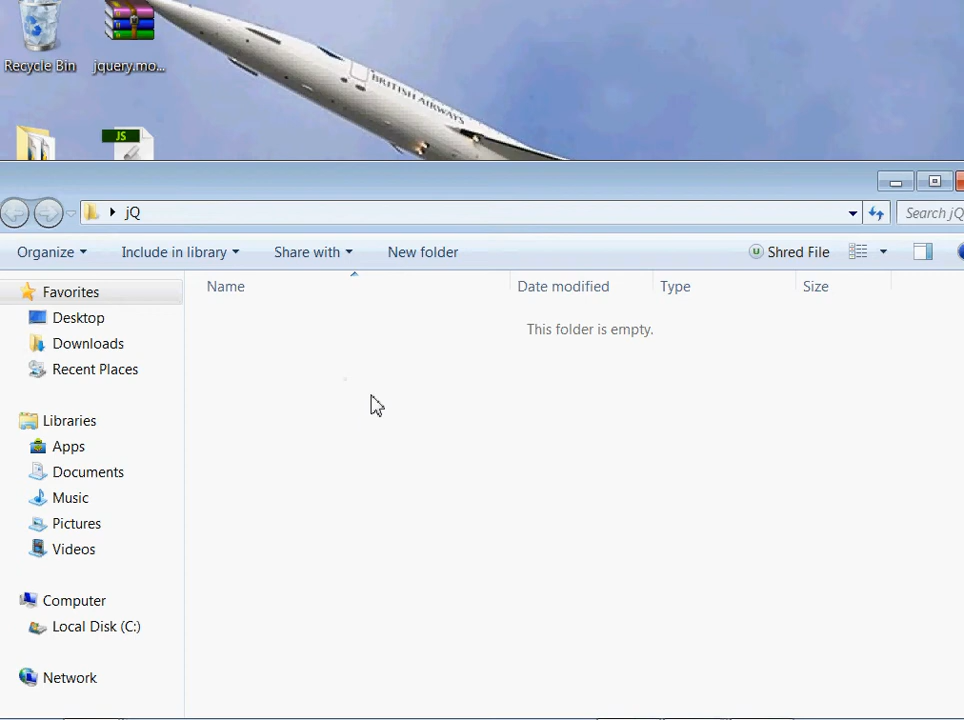 Recycle Bin
jquery.mo...
BRITISH AIRWAYS
JS
jQ
Search jQ
Organize
Include in library
Share with
New folder
Shred File
Name
Date modified
Type
Size
This folder is empty.
Favorites
Desktop
Downloads
Recent Places
Libraries
Apps
Documents
Music
Pictures
Videos
Computer
Local Disk (C:)
Network